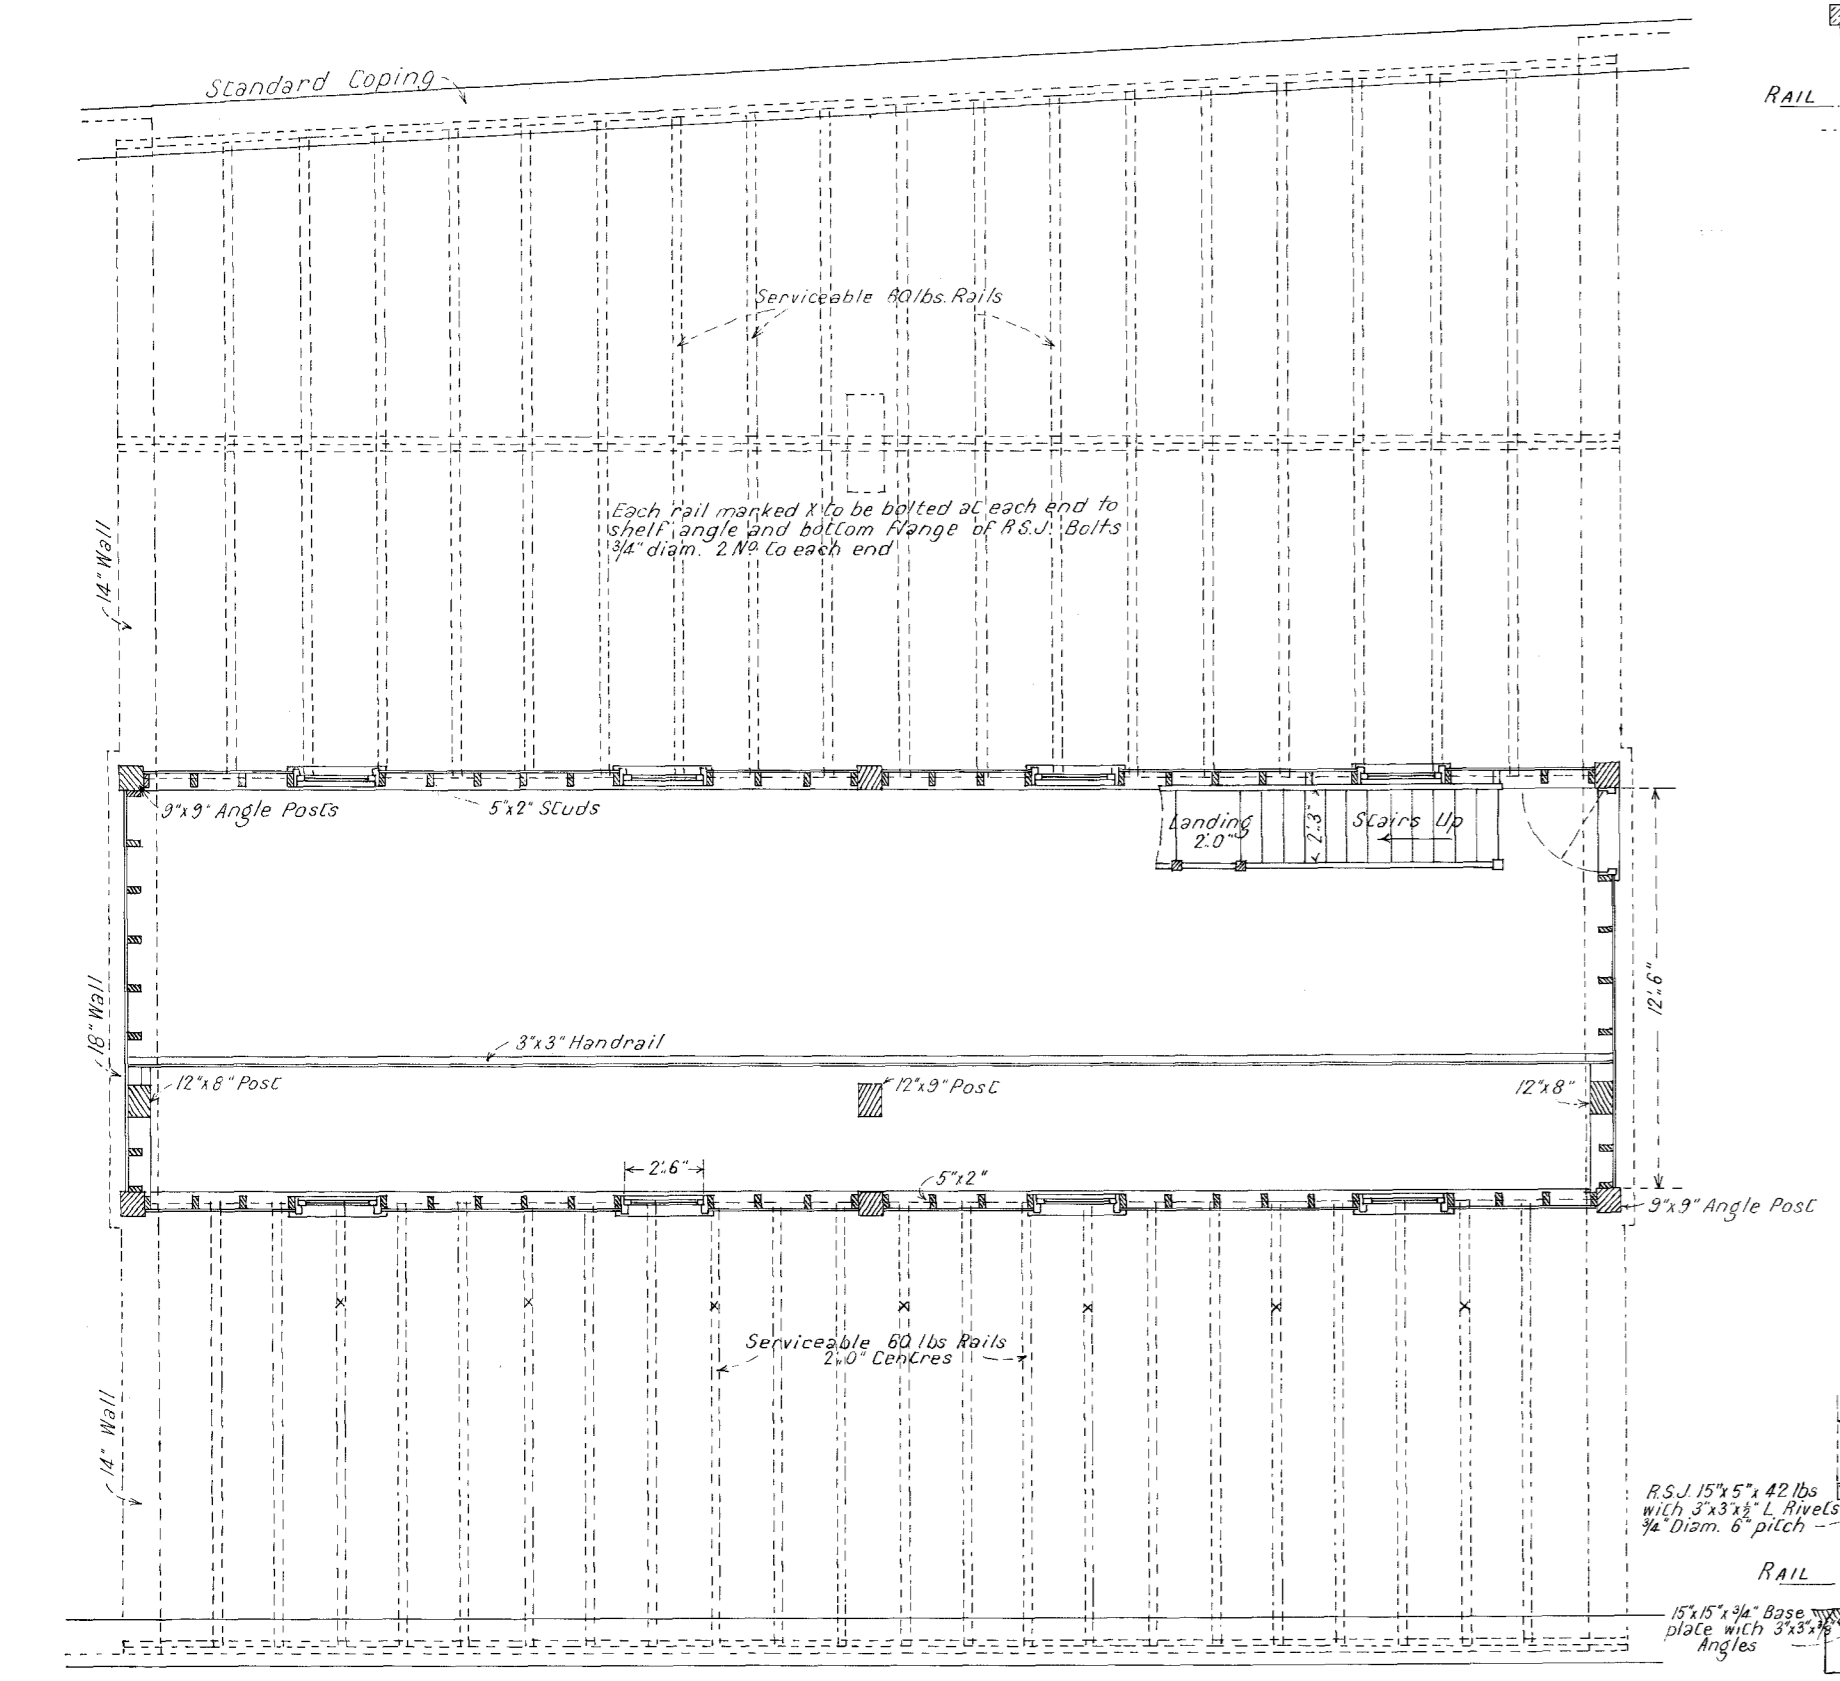 Standard Coping
RAIL
Serviceable 60 lbs. Rails
Each rail marked X to be bolted at each end to
shelf angle and bottom flange of R.S.J. Bolts
3/4" diam. 2 No. to each end
14" Wall
9"x9" Angle Posts
5"x2" Studs
Landing
2'.0"
2'.3"
Stairs Up
12'.6"
18" Wall
3"x3" Handrail
12"x8" Post
12"x9" Post
12"x8"
2'.6"
5"x2"
9"x9" Angle Post
X X X X X X X
Serviceable 60 lbs Rails
2'.0" Centres
14" Wall
R.S.J. 15"x5"x 42 lbs
with 3"x3"x½" L Rivets
3/4" Diam. 6" pitch
RAIL
15"x15"x3/4" Base
plate with 3"x3"x3/8"
Angles